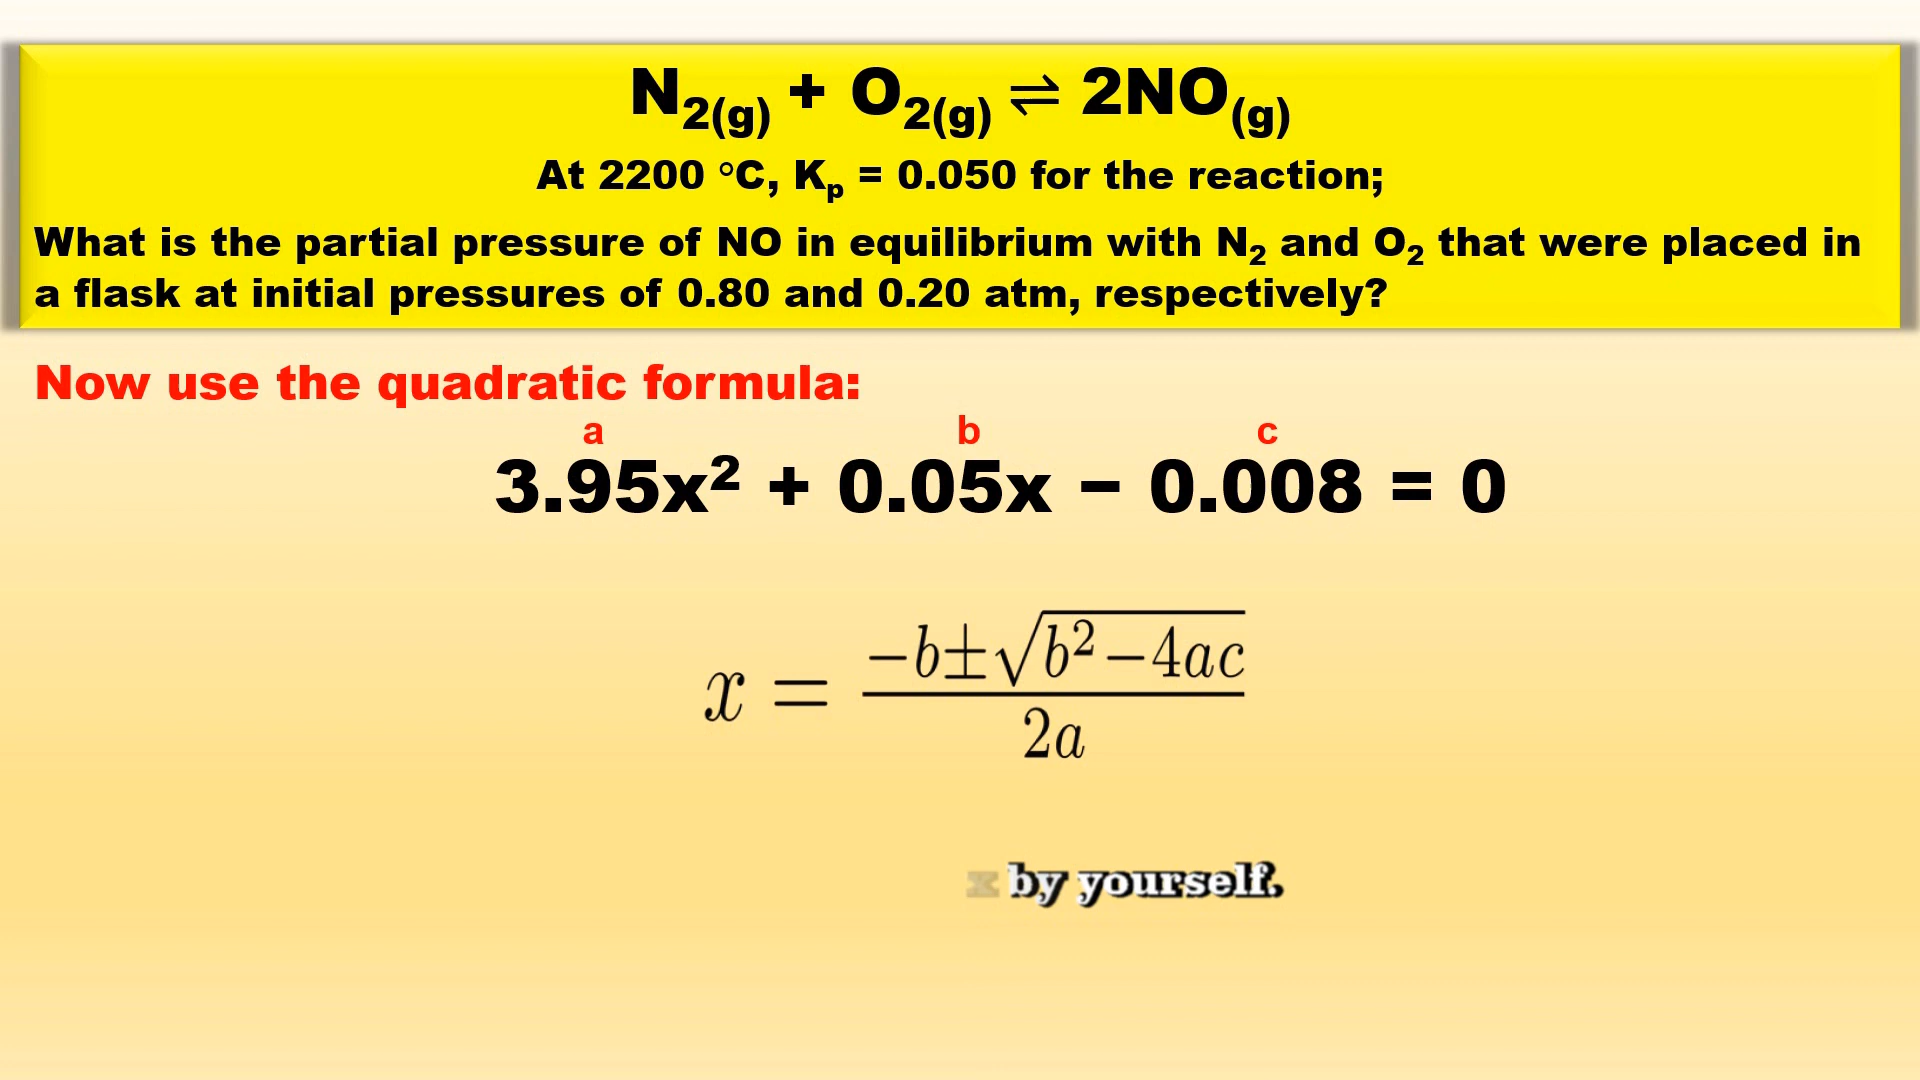 N₂(g) + O₂(g) ⇌ 2NO(g)
At 2200 °C, Kₚ = 0.050 for the reaction;
What is the partial pressure of NO in equilibrium with N₂ and O₂ that were placed in
a flask at initial pressures of 0.80 and 0.20 atm, respectively?
Now use the quadratic formula:
a b c
3.95x² + 0.05x − 0.008 = 0
x = (−b±√(b²−4ac))/(2a)
x by yourself.